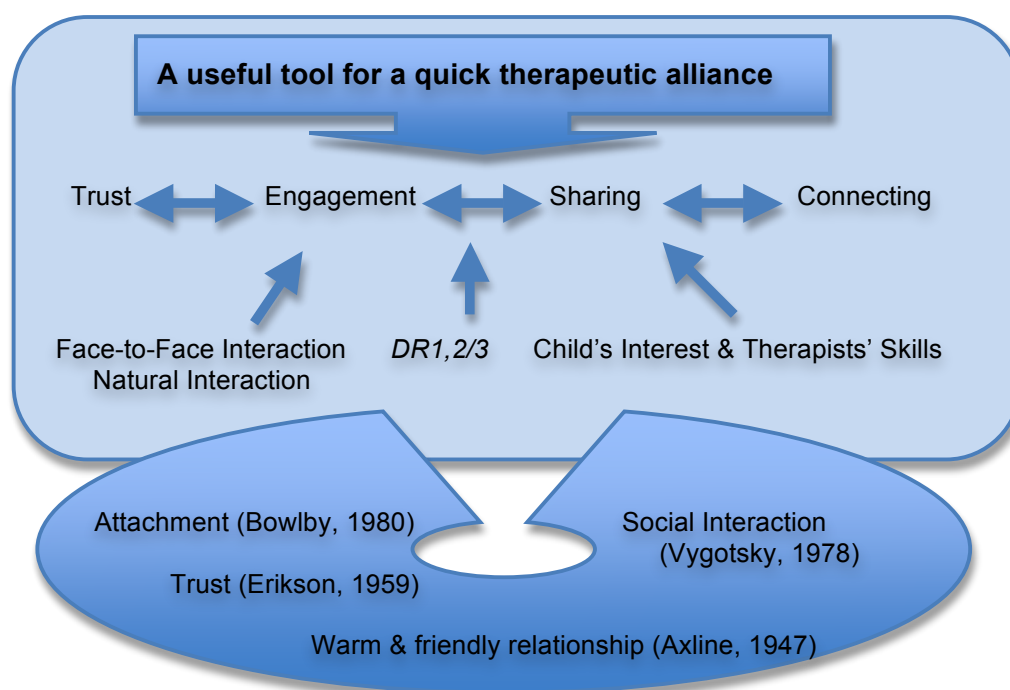 A useful tool for a quick therapeutic alliance
Trust Engagement Sharing Connecting
Face-to-Face Interaction DR1,2/3 Child's Interest & Therapists' Skills
Natural Interaction
Attachment (Bowlby, 1980) Social Interaction
(Vygotsky, 1978)
Trust (Erikson, 1959)
Warm & friendly relationship (Axline, 1947)